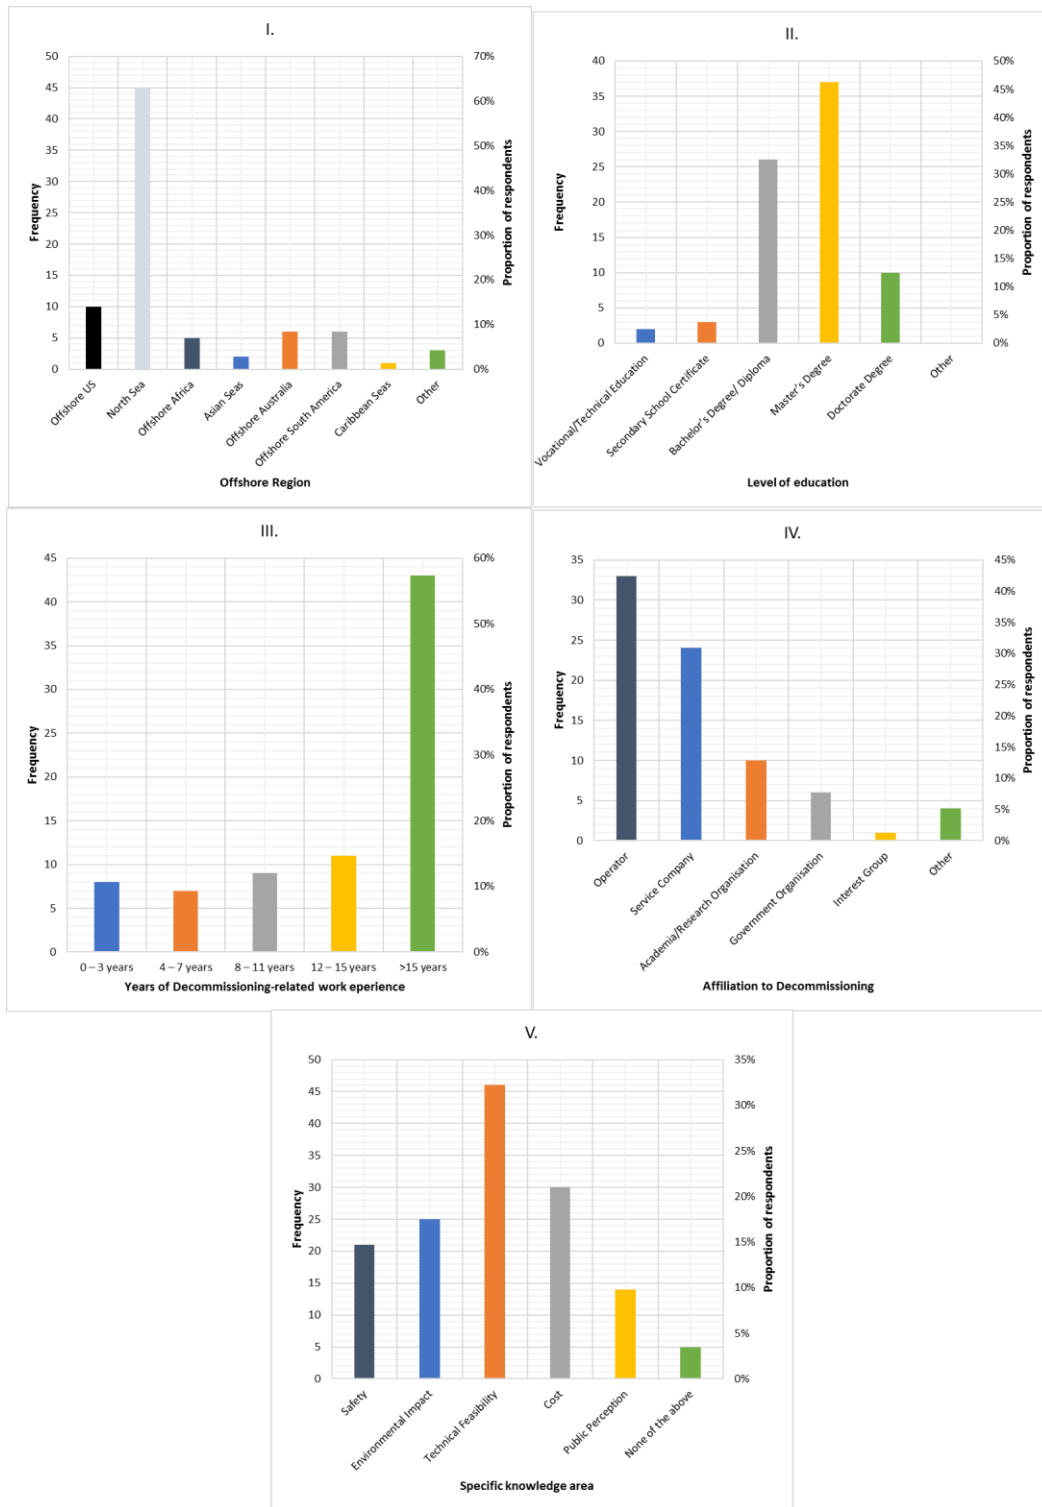 I.
50
45
40
35
30
25
20
15
10
5
0
70%
60%
50%
40%
30%
20%
10%
0%
Frequency
Proportion of respondents
Offshore US
North Sea
Offshore Africa
Asian Seas
Offshore Australia
Offshore South America
Caribbean Seas
Other
Offshore Region
II.
40
35
30
25
20
15
10
5
0
50%
45%
40%
35%
30%
25%
20%
15%
10%
5%
0%
Frequency
Proportion of respondents
Vocational/Technical Education
Secondary School Certificate
Bachelor's Degree/ Diploma
Master's Degree
Doctorate Degree
Other
Level of education
III.
45
40
35
30
25
20
15
10
5
0
60%
50%
40%
30%
20%
10%
0%
Frequency
Proportion of respondents
0 – 3 years
4 – 7 years
8 – 11 years
12 – 15 years
>15 years
Years of Decommissioning-related work eperience
IV.
35
30
25
20
15
10
5
0
45%
40%
35%
30%
25%
20%
15%
10%
5%
0%
Frequency
Proportion of respondents
Operator
Service Company
Academia/Research Organisation
Government Organisation
Interest Group
Other
Affiliation to Decommissioning
V.
50
45
40
35
30
25
20
15
10
5
0
35%
30%
25%
20%
15%
10%
5%
0%
Frequency
Proportion of respondents
Safety
Environmental Impact
Technical Feasibility
Cost
Public Perception
None of the above
Specific knowledge area